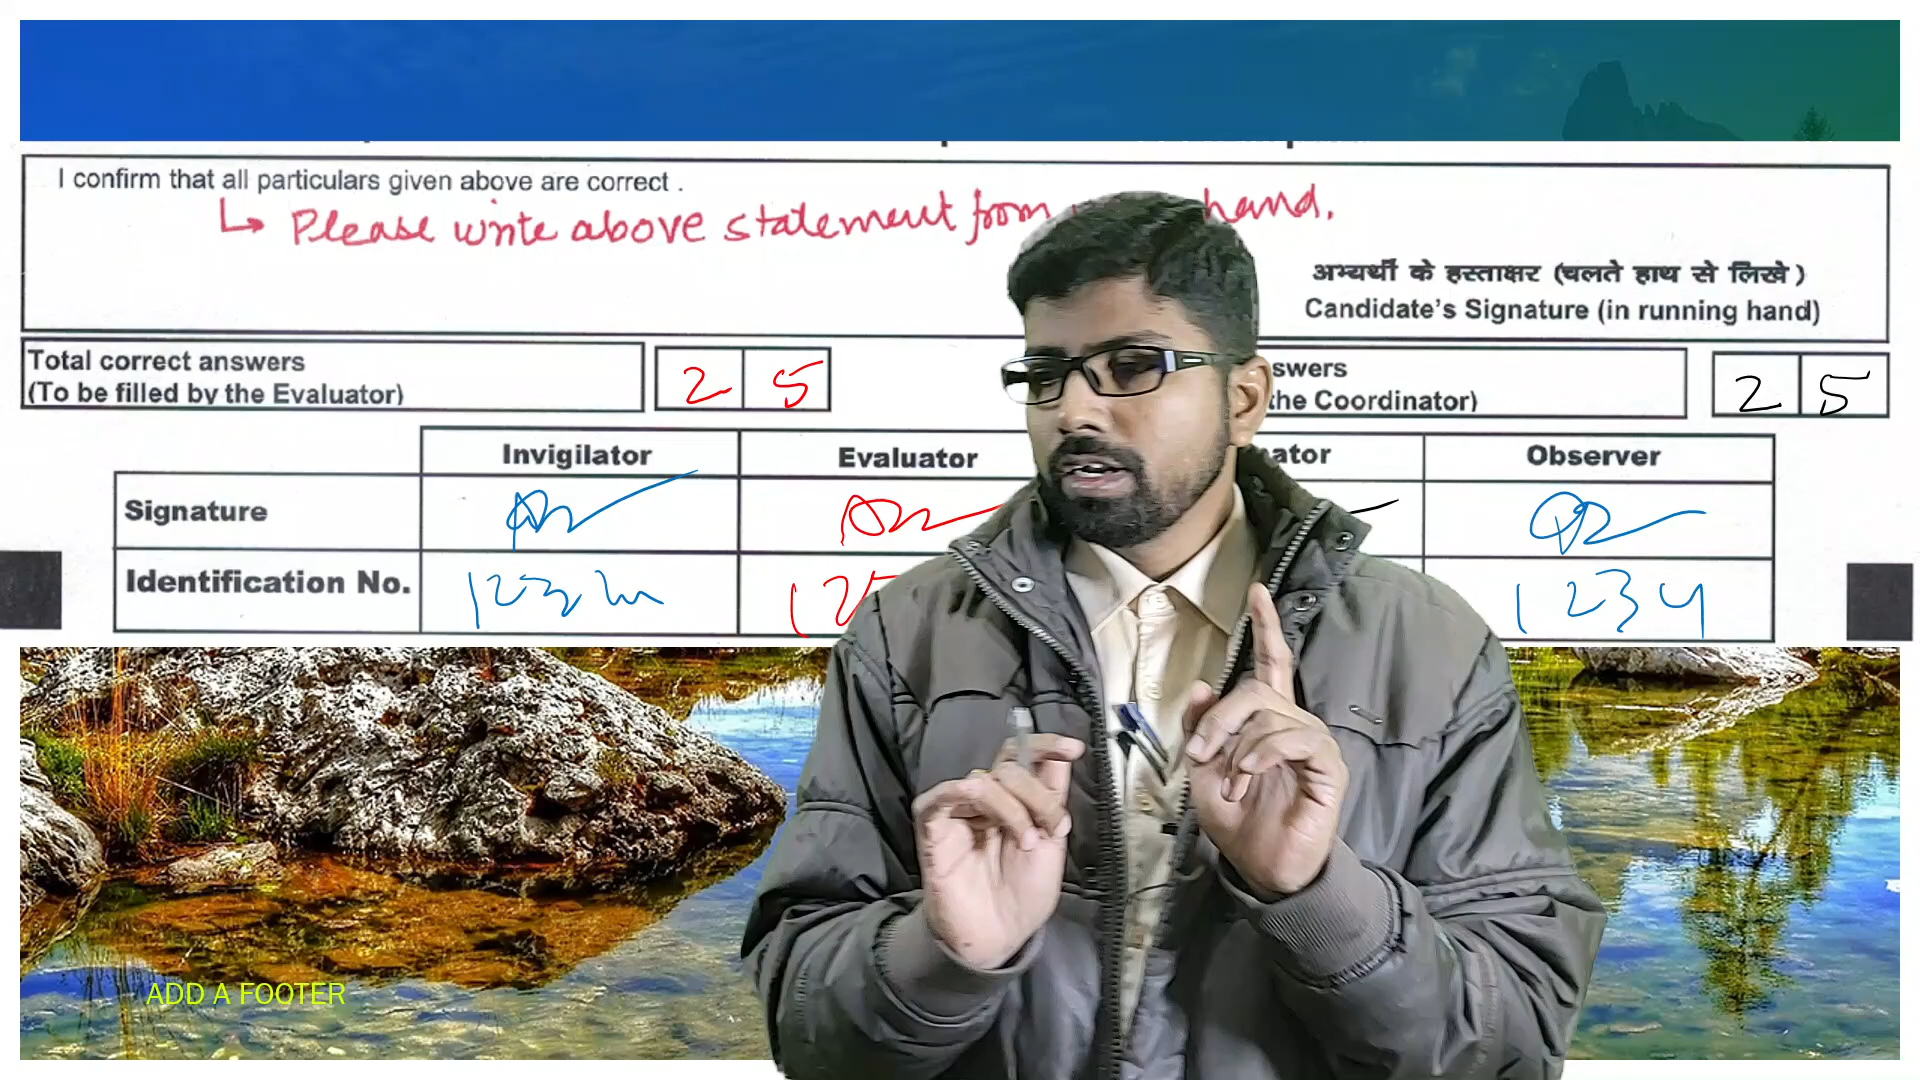 I confirm that all particulars given above are correct .
↳ Please write above statement from hand.
अभ्यर्थी के हस्ताक्षर (चलते हाथ से लिखे )
Candidate's Signature (in running hand)
Total correct answers
(To be filled by the Evaluator)
2 5
swers
the Coordinator)
2 5
Invigilator Evaluator ator Observer
Signature
Identification No. 1234
ADD A FOOTER